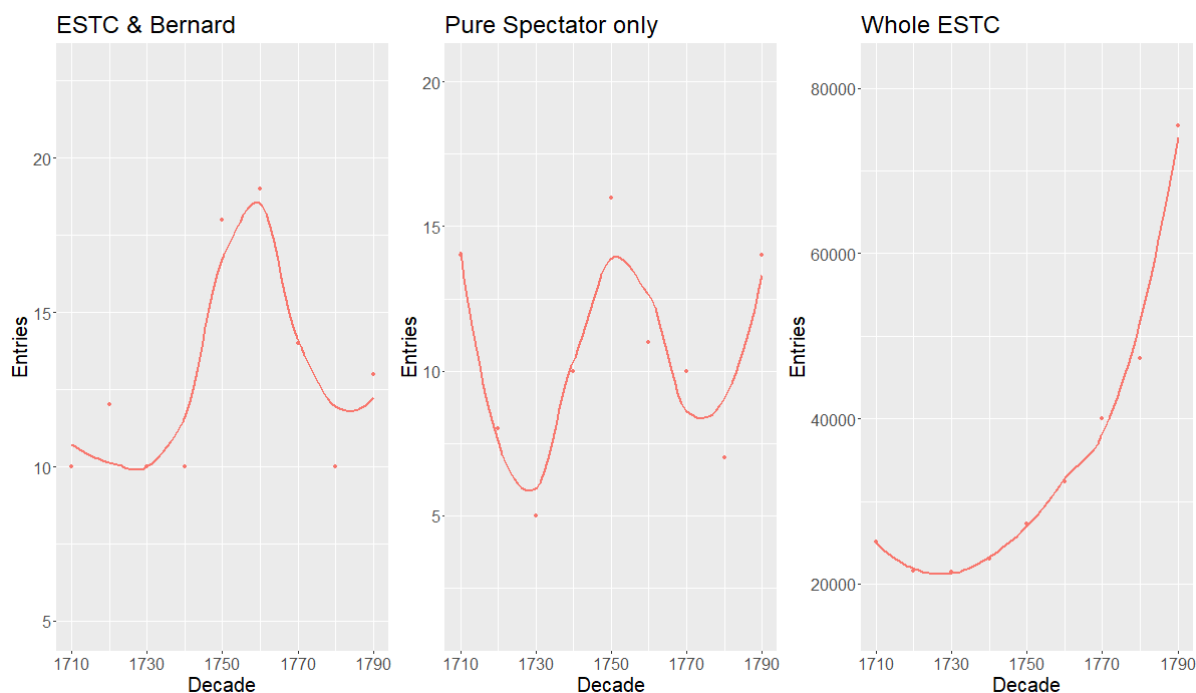 ESTC & Bernard
20
15
10
5
Entries
1710 1730 1750 1770 1790
Decade
Pure Spectator only
20
15
10
5
Entries
1710 1730 1750 1770 1790
Decade
Whole ESTC
80000
60000
40000
20000
Entries
1710 1730 1750 1770 1790
Decade